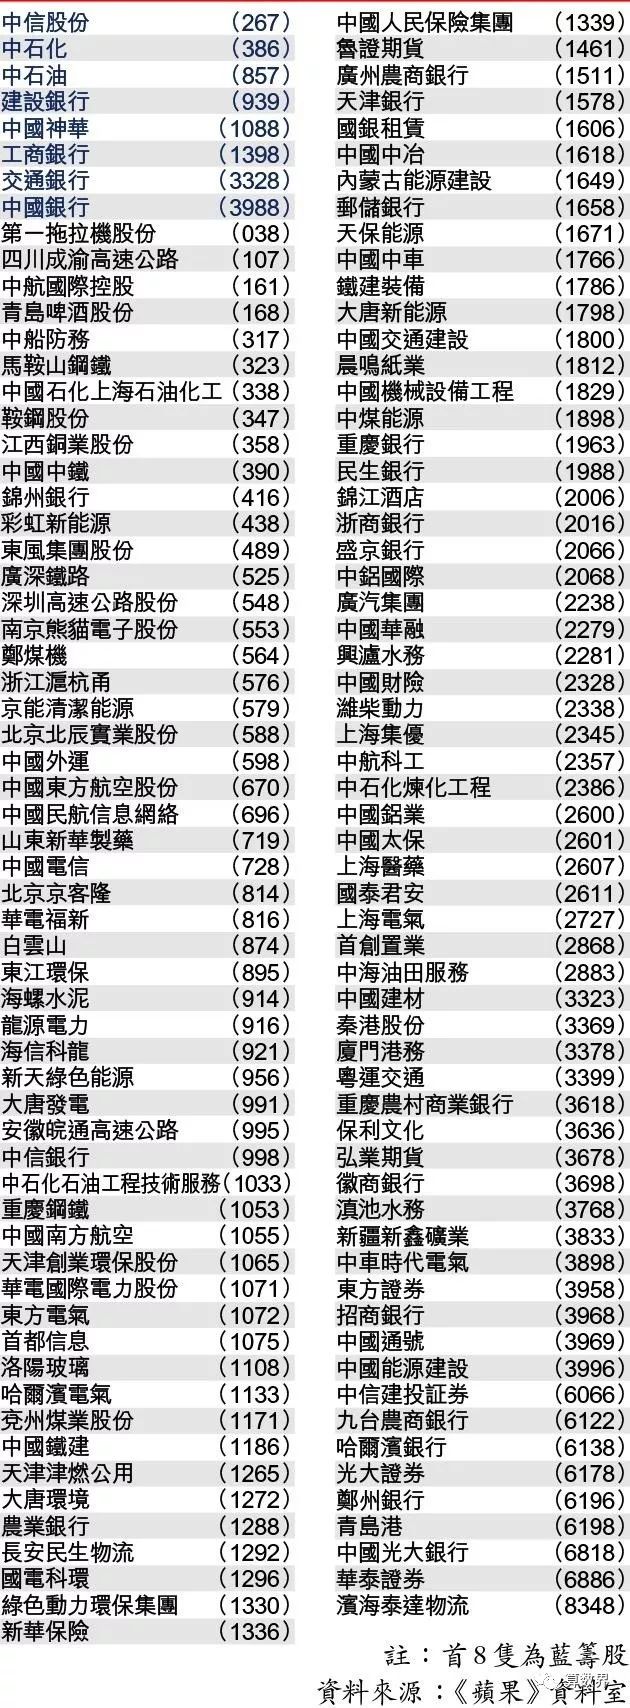 中信股份 （267）
中石化 （386）
中石油 （857）
建設銀行 （939）
中國神華 （1088）
工商銀行 （1398）
交通銀行 （3328）
中國銀行 （3988）
第一拖拉機股份 （038）
四川成渝高速公路 （107）
中航國際控股 （161）
青島啤酒股份 （168）
中船防務 （317）
馬鞍山鋼鐵 （323）
中國石化上海石油化工 （338）
鞍鋼股份 （347）
江西銅業股份 （358）
中國中鐵 （390）
錦州銀行 （416）
彩虹新能源 （438）
東風集團股份 （489）
廣深鐵路 （525）
深圳高速公路股份 （548）
南京熊貓電子股份 （553）
鄭煤機 （564）
浙江滬杭甬 （576）
京能清潔能源 （579）
北京北辰實業股份 （588）
中國外運 （598）
中國東方航空股份 （670）
中國民航信息網絡 （696）
山東新華製藥 （719）
中國電信 （728）
北京京客隆 （814）
華電福新 （816）
白雲山 （874）
東江環保 （895）
海螺水泥 （914）
龍源電力 （916）
海信科龍 （921）
新天綠色能源 （956）
大唐發電 （991）
安徽皖通高速公路 （995）
中信銀行 （998）
中石化石油工程技術服務（1033）
重慶鋼鐵 （1053）
中國南方航空 （1055）
天津創業環保股份 （1065）
華電國際電力股份 （1071）
東方電氣 （1072）
首都信息 （1075）
洛陽玻璃 （1108）
哈爾濱電氣 （1133）
兗州煤業股份 （1171）
中國鐵建 （1186）
天津津燃公用 （1265）
大唐環境 （1272）
農業銀行 （1288）
長安民生物流 （1292）
國電科環 （1296）
綠色動力環保集團 （1330）
新華保險 （1336）
中國人民保險集團 （1339）
魯證期貨 （1461）
廣州農商銀行 （1511）
天津銀行 （1578）
國銀租賃 （1606）
中國中冶 （1618）
內蒙古能源建設 （1649）
郵儲銀行 （1658）
天保能源 （1671）
中國中車 （1766）
鐵建裝備 （1786）
大唐新能源 （1798）
中國交通建設 （1800）
晨鳴紙業 （1812）
中國機械設備工程 （1829）
中煤能源 （1898）
重慶銀行 （1963）
民生銀行 （1988）
錦江酒店 （2006）
浙商銀行 （2016）
盛京銀行 （2066）
中鋁國際 （2068）
廣汽集團 （2238）
中國華融 （2279）
興瀘水務 （2281）
中國財險 （2328）
濰柴動力 （2338）
上海集優 （2345）
中航科工 （2357）
中石化煉化工程 （2386）
中國鋁業 （2600）
中國太保 （2601）
上海醫藥 （2607）
國泰君安 （2611）
上海電氣 （2727）
首創置業 （2868）
中海油田服務 （2883）
中國建材 （3323）
秦港股份 （3369）
廈門港務 （3378）
粵運交通 （3399）
重慶農村商業銀行 （3618）
保利文化 （3636）
弘業期貨 （3678）
徽商銀行 （3698）
滇池水務 （3768）
新疆新鑫礦業 （3833）
中車時代電氣 （3898）
東方證券 （3958）
招商銀行 （3968）
中國通號 （3969）
中國能源建設 （3996）
中信建投証券 （6066）
九台農商銀行 （6122）
哈爾濱銀行 （6138）
光大證券 （6178）
鄭州銀行 （6196）
青島港 （6198）
中國光大銀行 （6818）
華泰證券 （6886）
濱海泰達物流 （8348）
註：首8隻為藍籌股
資料來源：《蘋果》資料室
算數界